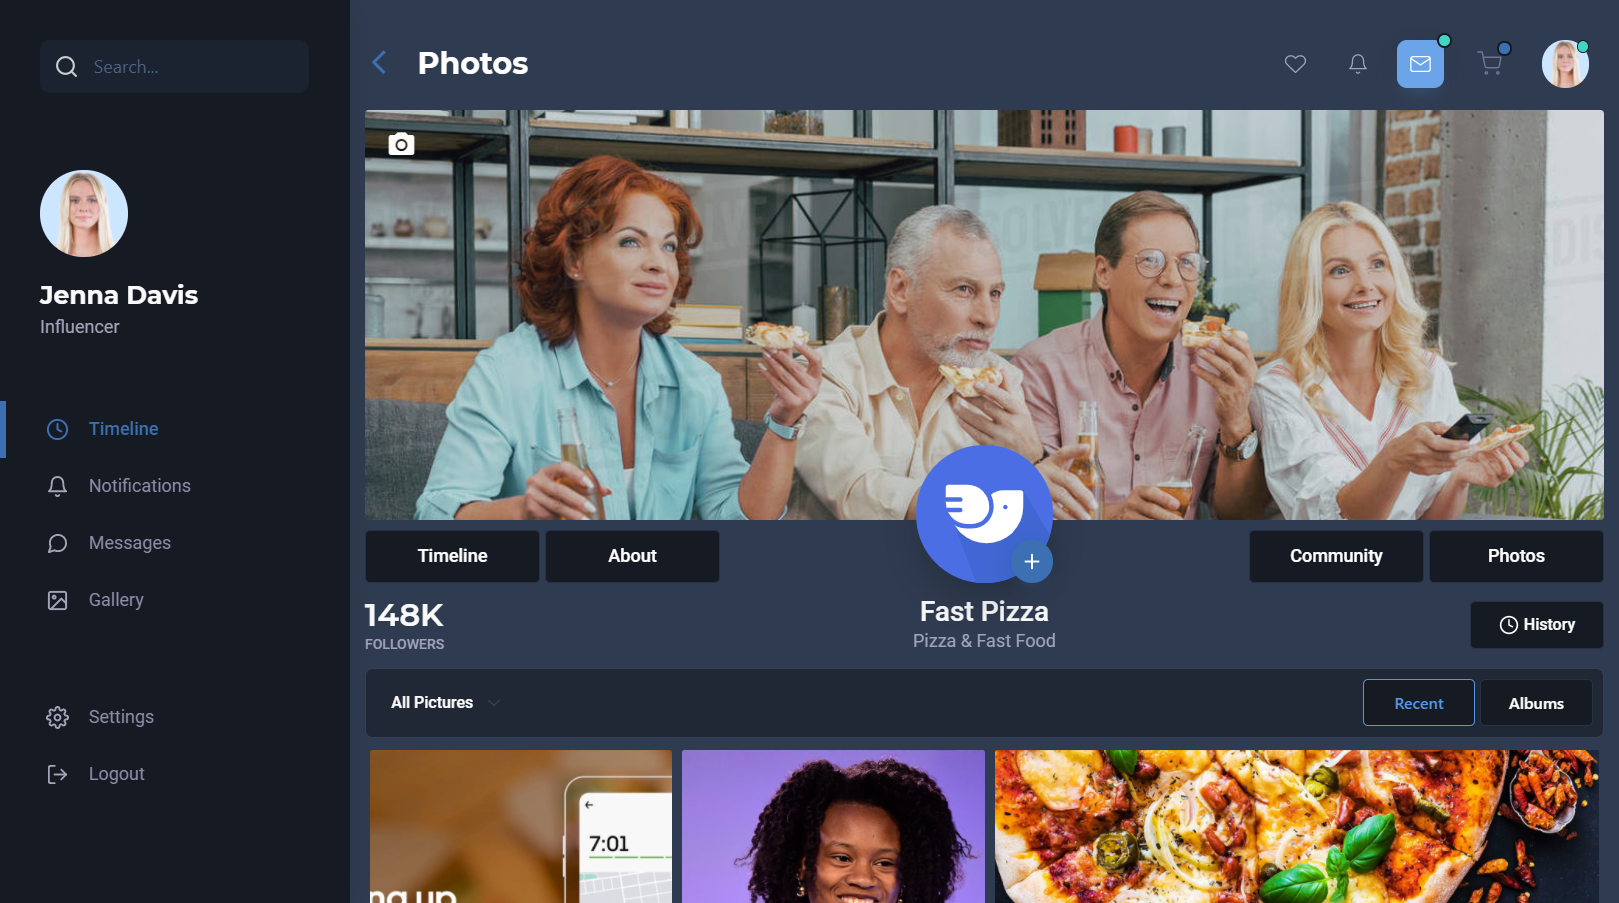 Search...
Photos
Jenna Davis
Influencer
Timeline
Notifications
Messages
Gallery
Settings
Logout
Timeline
About
Community
Photos
148K
FOLLOWERS
Fast Pizza
Pizza & Fast Food
History
All Pictures
Recent
Albums
7:01